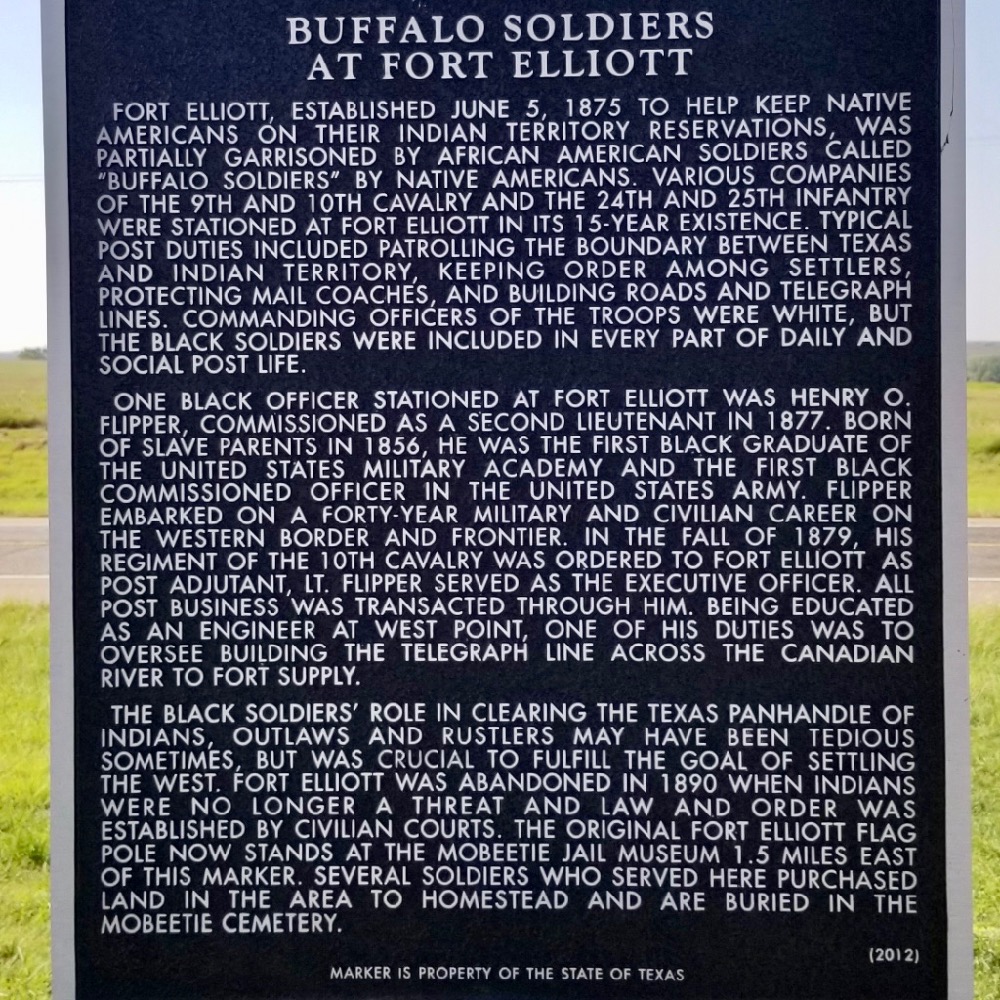 BUFFALO SOLDIERS
AT FORT ELLIOTT
FORT ELLIOTT, ESTABLISHED JUNE 5, 1875 TO HELP KEEP NATIVE
AMERICANS ON THEIR INDIAN TERRITORY RESERVATIONS, WAS
PARTIALLY GARRISONED BY AFRICAN AMERICAN SOLDIERS CALLED
"BUFFALO SOLDIERS" BY NATIVE AMERICANS. VARIOUS COMPANIES
OF THE 9TH AND 10TH CAVALRY AND THE 24TH AND 25TH INFANTRY
WERE STATIONED AT FORT ELLIOTT IN ITS 15-YEAR EXISTENCE. TYPICAL
POST DUTIES INCLUDED PATROLLING THE BOUNDARY BETWEEN TEXAS
AND INDIAN TERRITORY, KEEPING ORDER AMONG SETTLERS,
PROTECTING MAIL COACHES, AND BUILDING ROADS AND TELEGRAPH
LINES. COMMANDING OFFICERS OF THE TROOPS WERE WHITE, BUT
THE BLACK SOLDIERS WERE INCLUDED IN EVERY PART OF DAILY AND
SOCIAL POST LIFE.
ONE BLACK OFFICER STATIONED AT FORT ELLIOTT WAS HENRY O.
FLIPPER, COMMISSIONED AS A SECOND LIEUTENANT IN 1877. BORN
OF SLAVE PARENTS IN 1856, HE WAS THE FIRST BLACK GRADUATE OF
THE UNITED STATES MILITARY ACADEMY AND THE FIRST BLACK
COMMISSIONED OFFICER IN THE UNITED STATES ARMY. FLIPPER
EMBARKED ON A FORTY-YEAR MILITARY AND CIVILIAN CAREER ON
THE WESTERN BORDER AND FRONTIER. IN THE FALL OF 1879, HIS
REGIMENT OF THE 10TH CAVALRY WAS ORDERED TO FORT ELLIOTT. AS
POST ADJUTANT, LT. FLIPPER SERVED AS THE EXECUTIVE OFFICER. ALL
POST BUSINESS WAS TRANSACTED THROUGH HIM. BEING EDUCATED
AS AN ENGINEER AT WEST POINT, ONE OF HIS DUTIES WAS TO
OVERSEE BUILDING THE TELEGRAPH LINE ACROSS THE CANADIAN
RIVER TO FORT SUPPLY.
THE BLACK SOLDIERS' ROLE IN CLEARING THE TEXAS PANHANDLE OF
INDIANS, OUTLAWS AND RUSTLERS MAY HAVE BEEN TEDIOUS
SOMETIMES, BUT WAS CRUCIAL TO FULFILL THE GOAL OF SETTLING
THE WEST. FORT ELLIOTT WAS ABANDONED IN 1890 WHEN INDIANS
WERE NO LONGER A THREAT AND LAW AND ORDER WAS
ESTABLISHED BY CIVILIAN COURTS. THE ORIGINAL FORT ELLIOTT FLAG
POLE NOW STANDS AT THE MOBEETIE JAIL MUSEUM 1.5 MILES EAST
OF THIS MARKER. SEVERAL SOLDIERS WHO SERVED HERE PURCHASED
LAND IN THE AREA TO HOMESTEAD AND ARE BURIED IN THE
MOBEETIE CEMETERY.
(2012)
MARKER IS PROPERTY OF THE STATE OF TEXAS